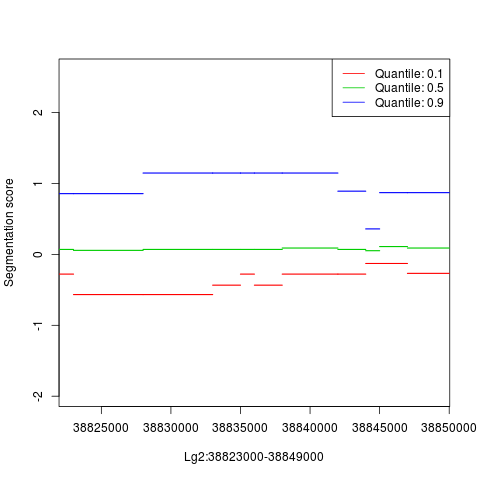 Quantile: 0.1
Quantile: 0.5
Quantile: 0.9
Segmentation score
2
1
0
-1
-2
38825000 38830000 38835000 38840000 38845000 38850000
Lg2:38823000-38849000